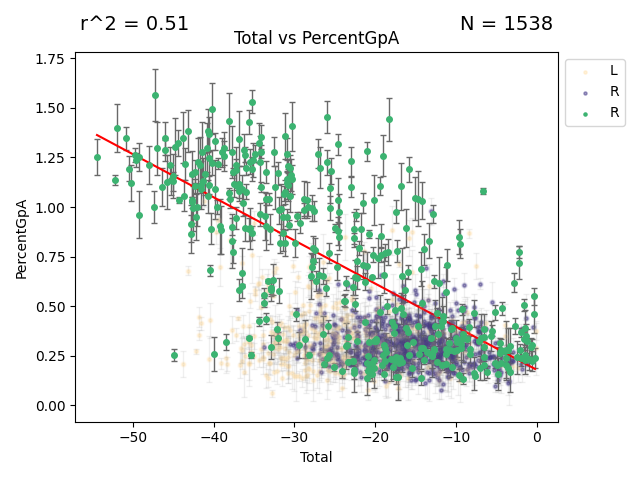 r^2 = 0.51
N = 1538
Total vs PercentGpA
1.75
1.50
1.25
1.00
0.75
0.50
0.25
0.00
PercentGpA
−50
−40
−30
−20
−10
0
Total
L
R
R